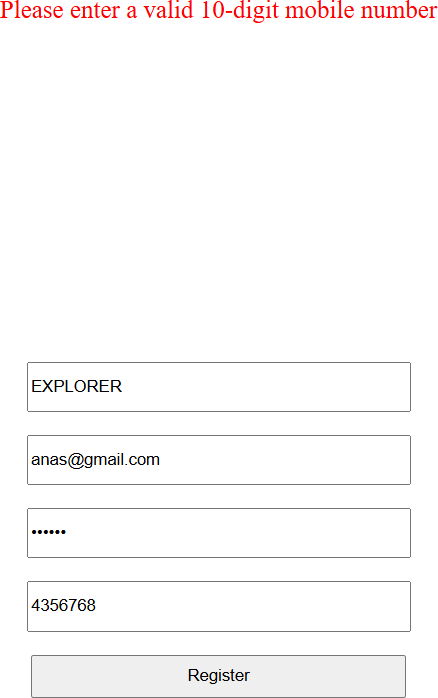 Please enter a valid 10-digit mobile number
EXPLORER
anas@gmail.com
••••••
4356768
Register